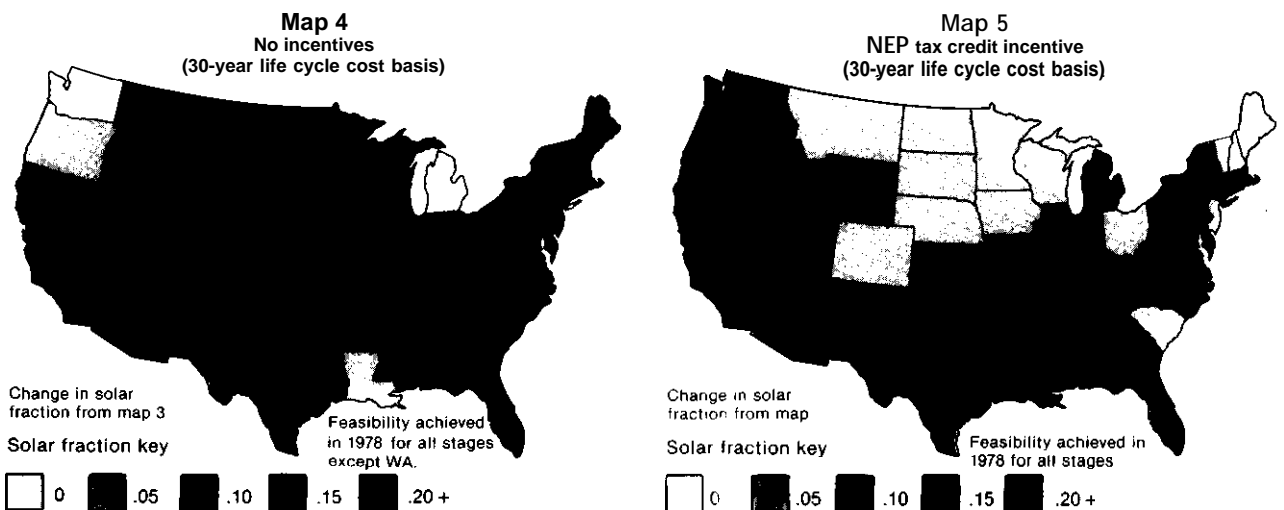 Map 4
No incentives
(30-year life cycle cost basis)
Change in solar
fraction from map 3
Solar fraction key
Feasibility achieved
in 1978 for all stages
except WA.
0 .05 .10 .15 .20 +
Map 5
NEP tax credit incentive
(30-year life cycle cost basis)
Change in solar
fraction from map
Solar fraction key
Feasibility achieved in
1978 for all stages
0 .05 .10 .15 .20 +